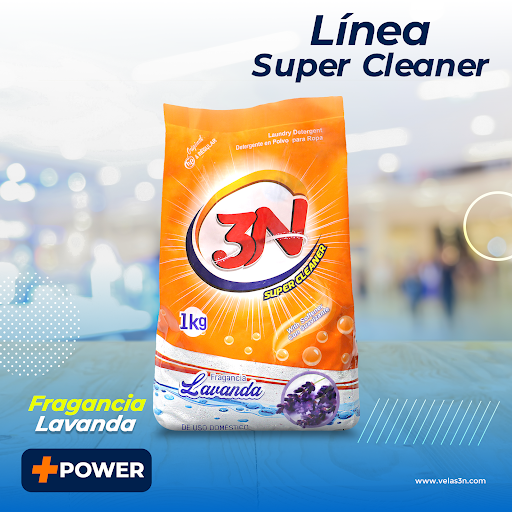 Línea
Super Cleaner
Laundry Detergent
Detergente en Polvo para Ropa
3N
SUPER CLEANER
1kg
Fragancia
Lavanda
DE USO DOMÉSTICO
Fragancia
Lavanda
+POWER
www.velas3n.com